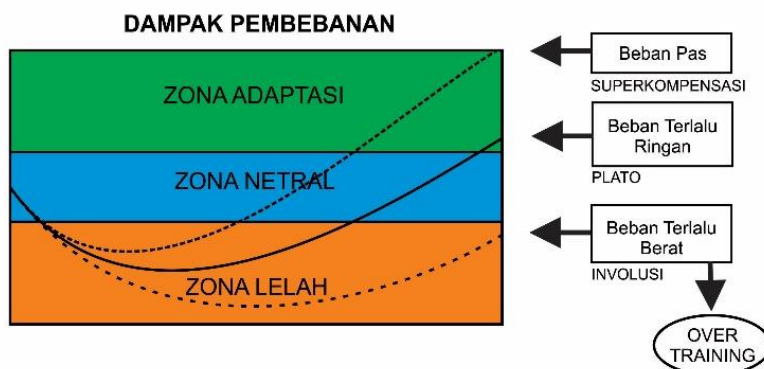 DAMPAK PEMBEBANAN
ZONA ADAPTASI
ZONA NETRAL
ZONA LELAH
Beban Pas
SUPERKOMPENSASI
Beban Terlalu
Ringan
PLATO
Beban Terlalu
Berat
INVOLUSI
OVER
TRAINING